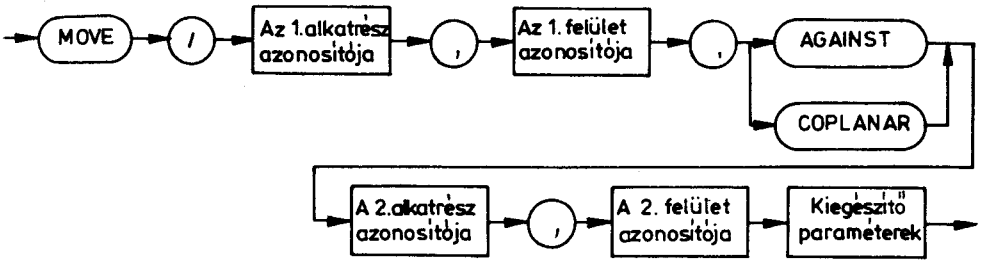 MOVE
/
Az 1. alkatrész
azonosítója
,
Az 1. felület
azonosítója
,
AGAINST
COPLANAR
A 2. alkatrész
azonosítója
,
A 2. felület
azonosítója
Kiegészítő
paraméterek